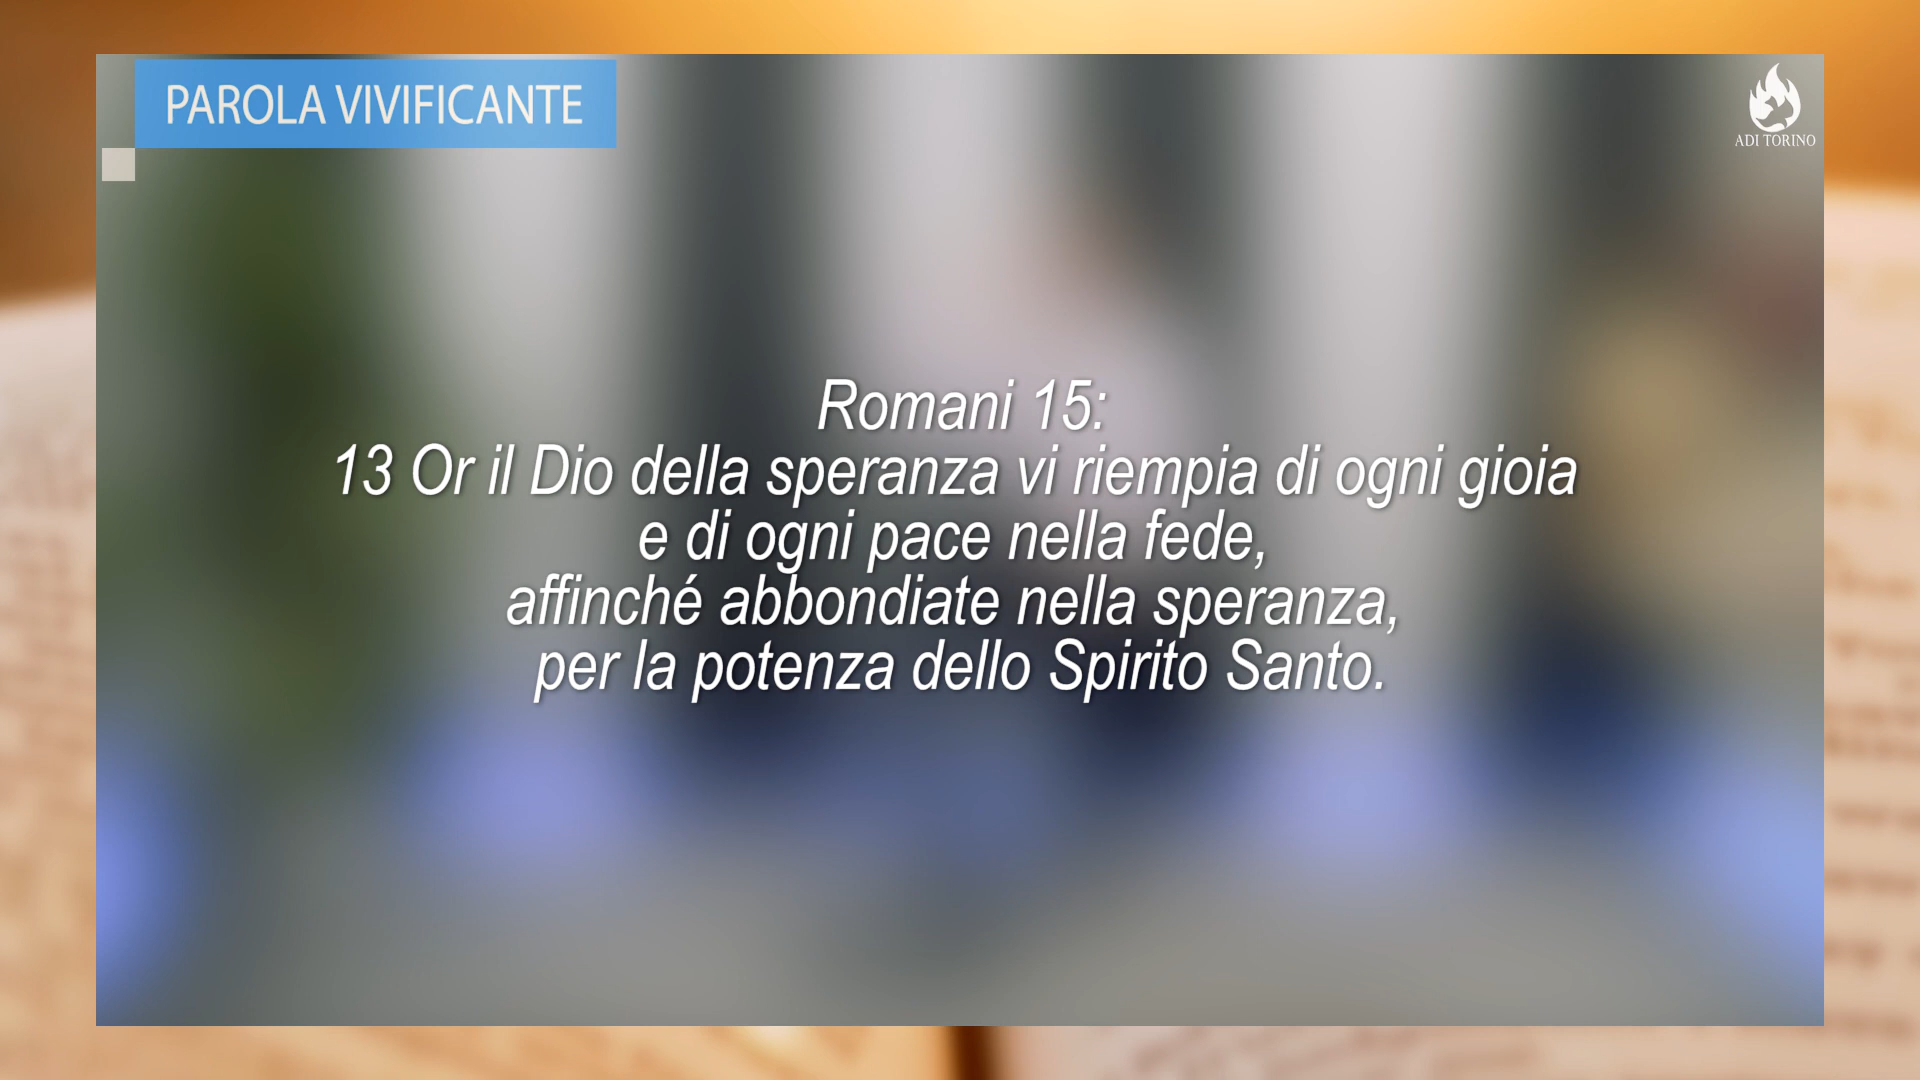 PAROLA VIVIFICANTE
ADI TORINO
Romani 15:
13 Or il Dio della speranza vi riempia di ogni gioia
e di ogni pace nella fede,
affinché abbondiate nella speranza,
per la potenza dello Spirito Santo.